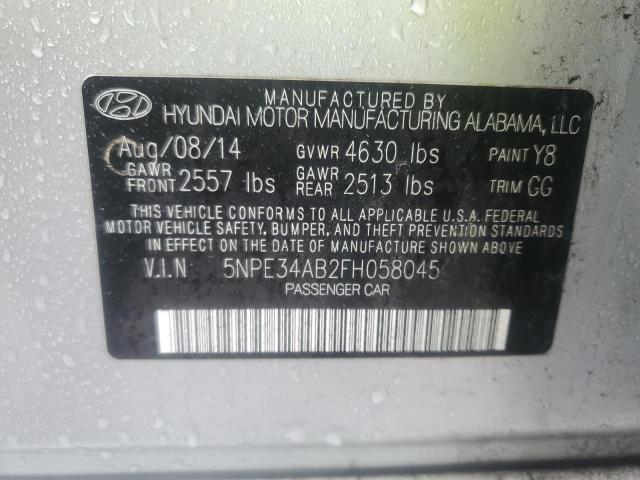 MANUFACTURED BY
HYUNDAI MOTOR MANUFACTURING ALABAMA, LLC
Aug/08/14 GVWR 4630 lbs PAINT Y8
GAWR FRONT 2557 lbs GAWR REAR 2513 lbs TRIM GG
THIS VEHICLE CONFORMS TO ALL APPLICABLE U.S.A. FEDERAL
MOTOR VEHICLE SAFETY, BUMPER, AND THEFT PREVENTION
STANDARDS IN EFFECT ON THE DATE OF MANUFACTURE SHOWN ABOVE
V.I.N 5NPE34AB2FH058045
PASSENGER CAR